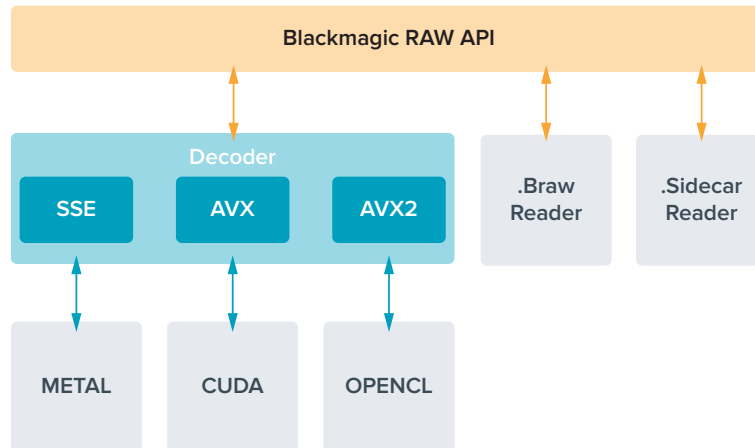 Blackmagic RAW API
Decoder
SSE
AVX
AVX2
.Braw
Reader
.Sidecar
Reader
METAL
CUDA
OPENCL